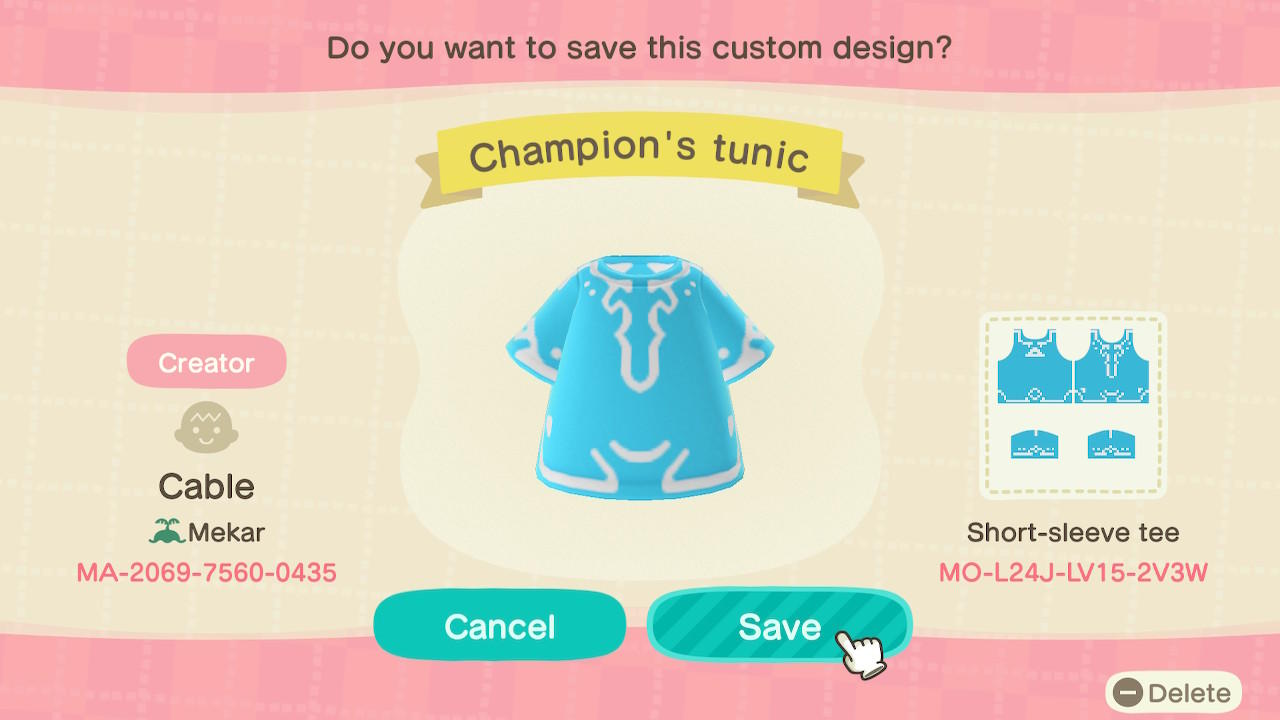 Do you want to save this custom design?
Champion's tunic
Creator
Cable
Mekar
MA-2069-7560-0435
Short-sleeve tee
MO-L24J-LV15-2V3W
Cancel
Save
Delete